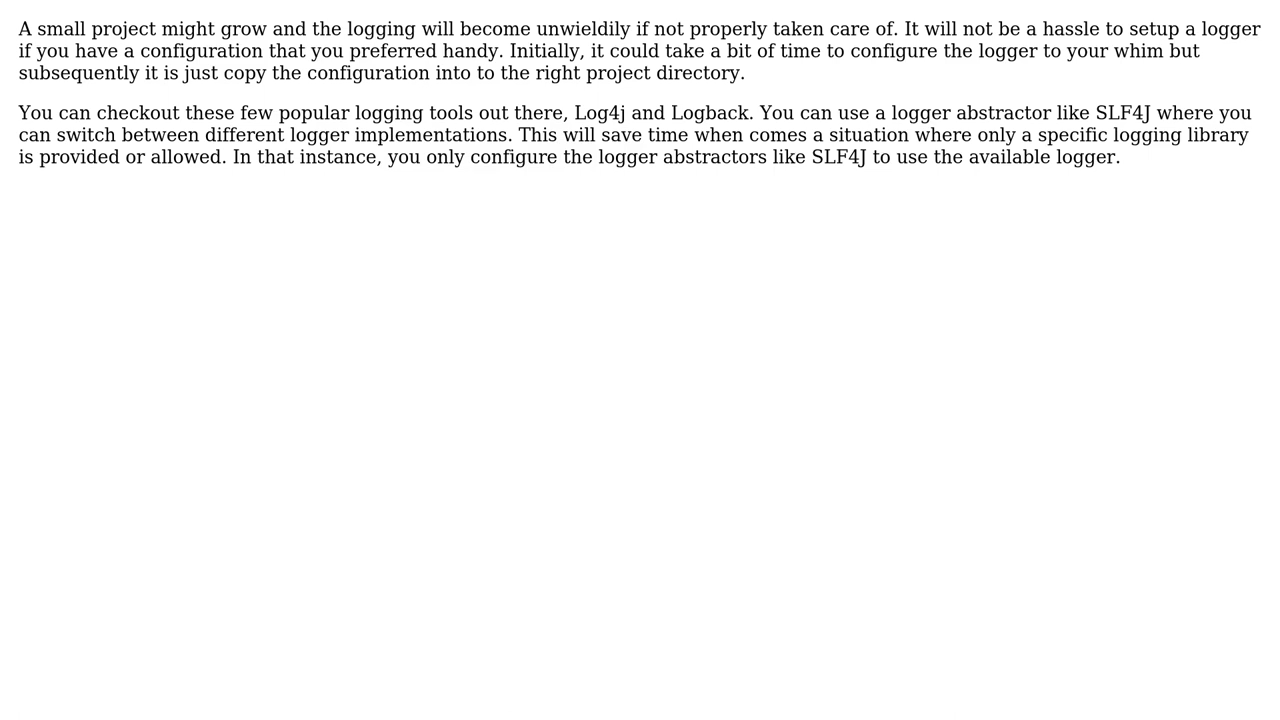 A small project might grow and the logging will become unwieldily if not properly taken care of. It will not be a hassle to setup a logger
if you have a configuration that you preferred handy. Initially, it could take a bit of time to configure the logger to your whim but
subsequently it is just copy the configuration into to the right project directory.
You can checkout these few popular logging tools out there, Log4j and Logback. You can use a logger abstractor like SLF4J where you
can switch between different logger implementations. This will save time when comes a situation where only a specific logging library
is provided or allowed. In that instance, you only configure the logger abstractors like SLF4J to use the available logger.